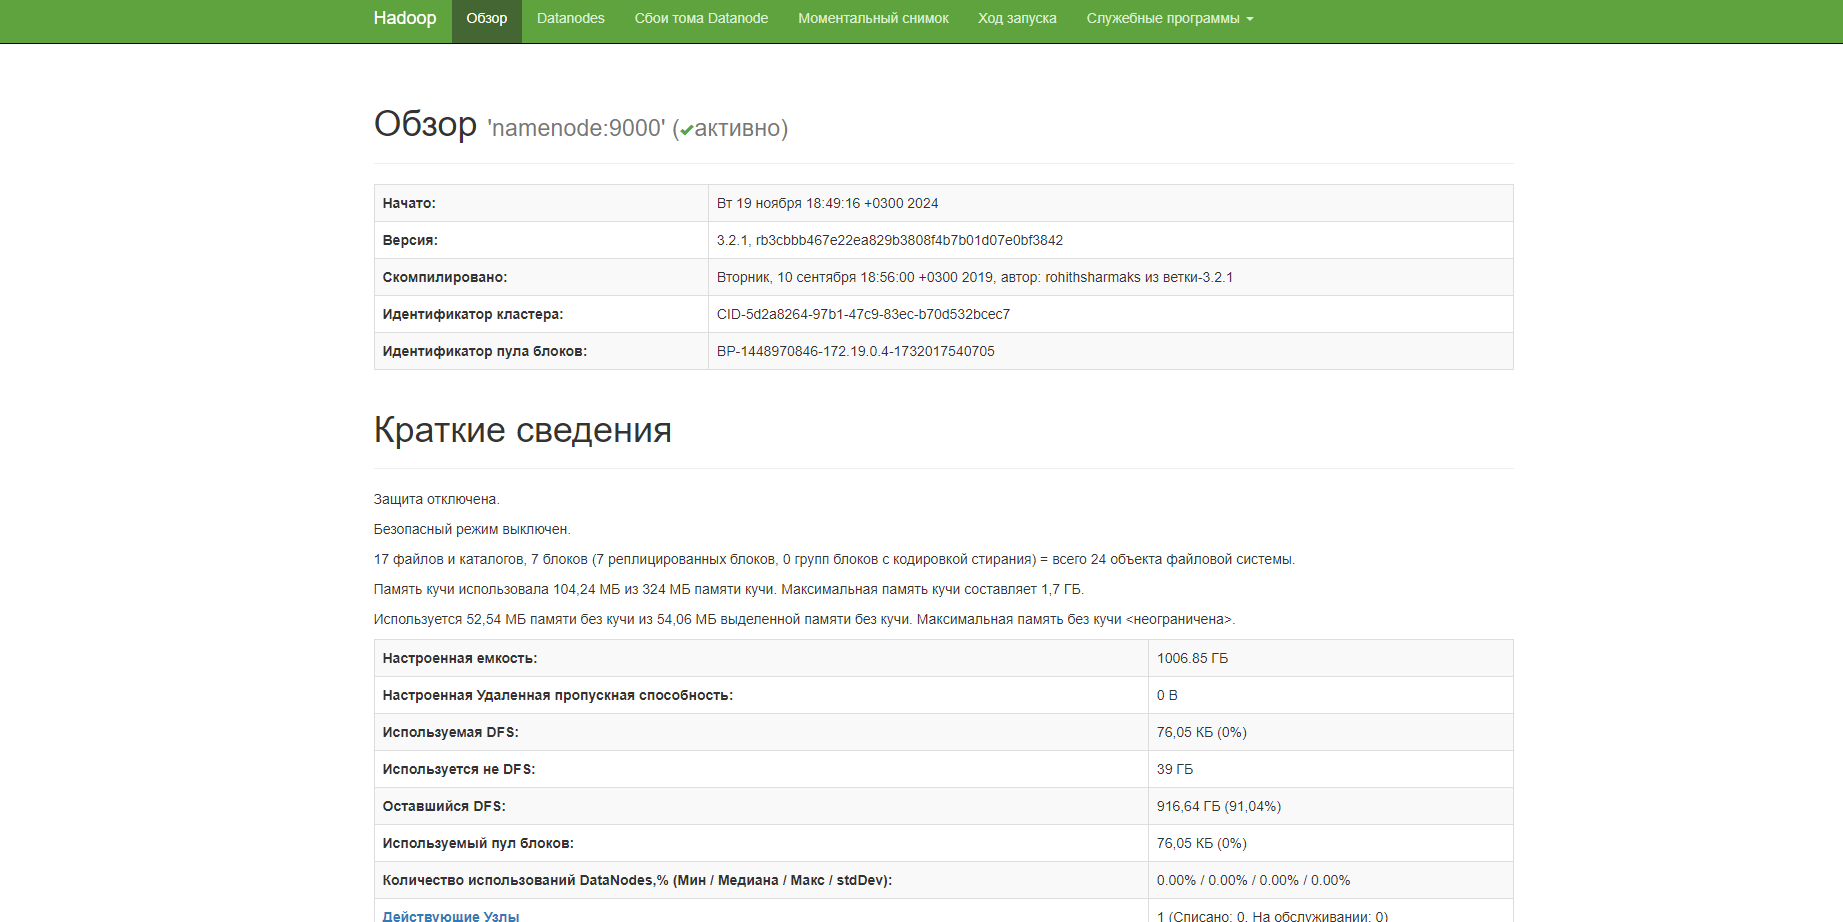 Hadoop Обзор Datanodes Сбои тома Datanode Моментальный снимок Ход запуска Служебные программы
Обзор 'namenode:9000' (✔активно)
Начато: Вт 19 ноября 18:49:16 +0300 2024
Версия: 3.2.1, rb3cbbb467e22ea829b3808f4b7b01d07e0bf3842
Скомпилировано: Вторник, 10 сентября 18:56:00 +0300 2019, автор: rohithsharmaks из ветки-3.2.1
Идентификатор кластера: CID-5d2a8264-97b1-47c9-83ec-b70d532bcec7
Идентификатор пула блоков: BP-1448970846-172.19.0.4-1732017540705
Краткие сведения
Защита отключена.
Безопасный режим выключен.
17 файлов и каталогов, 7 блоков (7 реплицированных блоков, 0 групп блоков с кодировкой стирания) = всего 24 объекта файловой системы.
Память кучи использовала 104,24 МБ из 324 МБ памяти кучи. Максимальная память кучи составляет 1,7 ГБ.
Используется 52,54 МБ памяти без кучи из 54,06 МБ выделенной памяти без кучи. Максимальная память без кучи <неограничена>.
Настроенная емкость: 1006.85 ГБ
Настроенная Удаленная пропускная способность: 0 B
Используемая DFS: 76,05 КБ (0%)
Используется не DFS: 39 ГБ
Оставшийся DFS: 916,64 ГБ (91,04%)
Используемый пул блоков: 76,05 КБ (0%)
Количество использований DataNodes,% (Мин / Медиана / Макс / stdDev): 0.00% / 0.00% / 0.00% / 0.00%
Действующие Узлы 1 (Списано: 0, На обслуживании: 0)